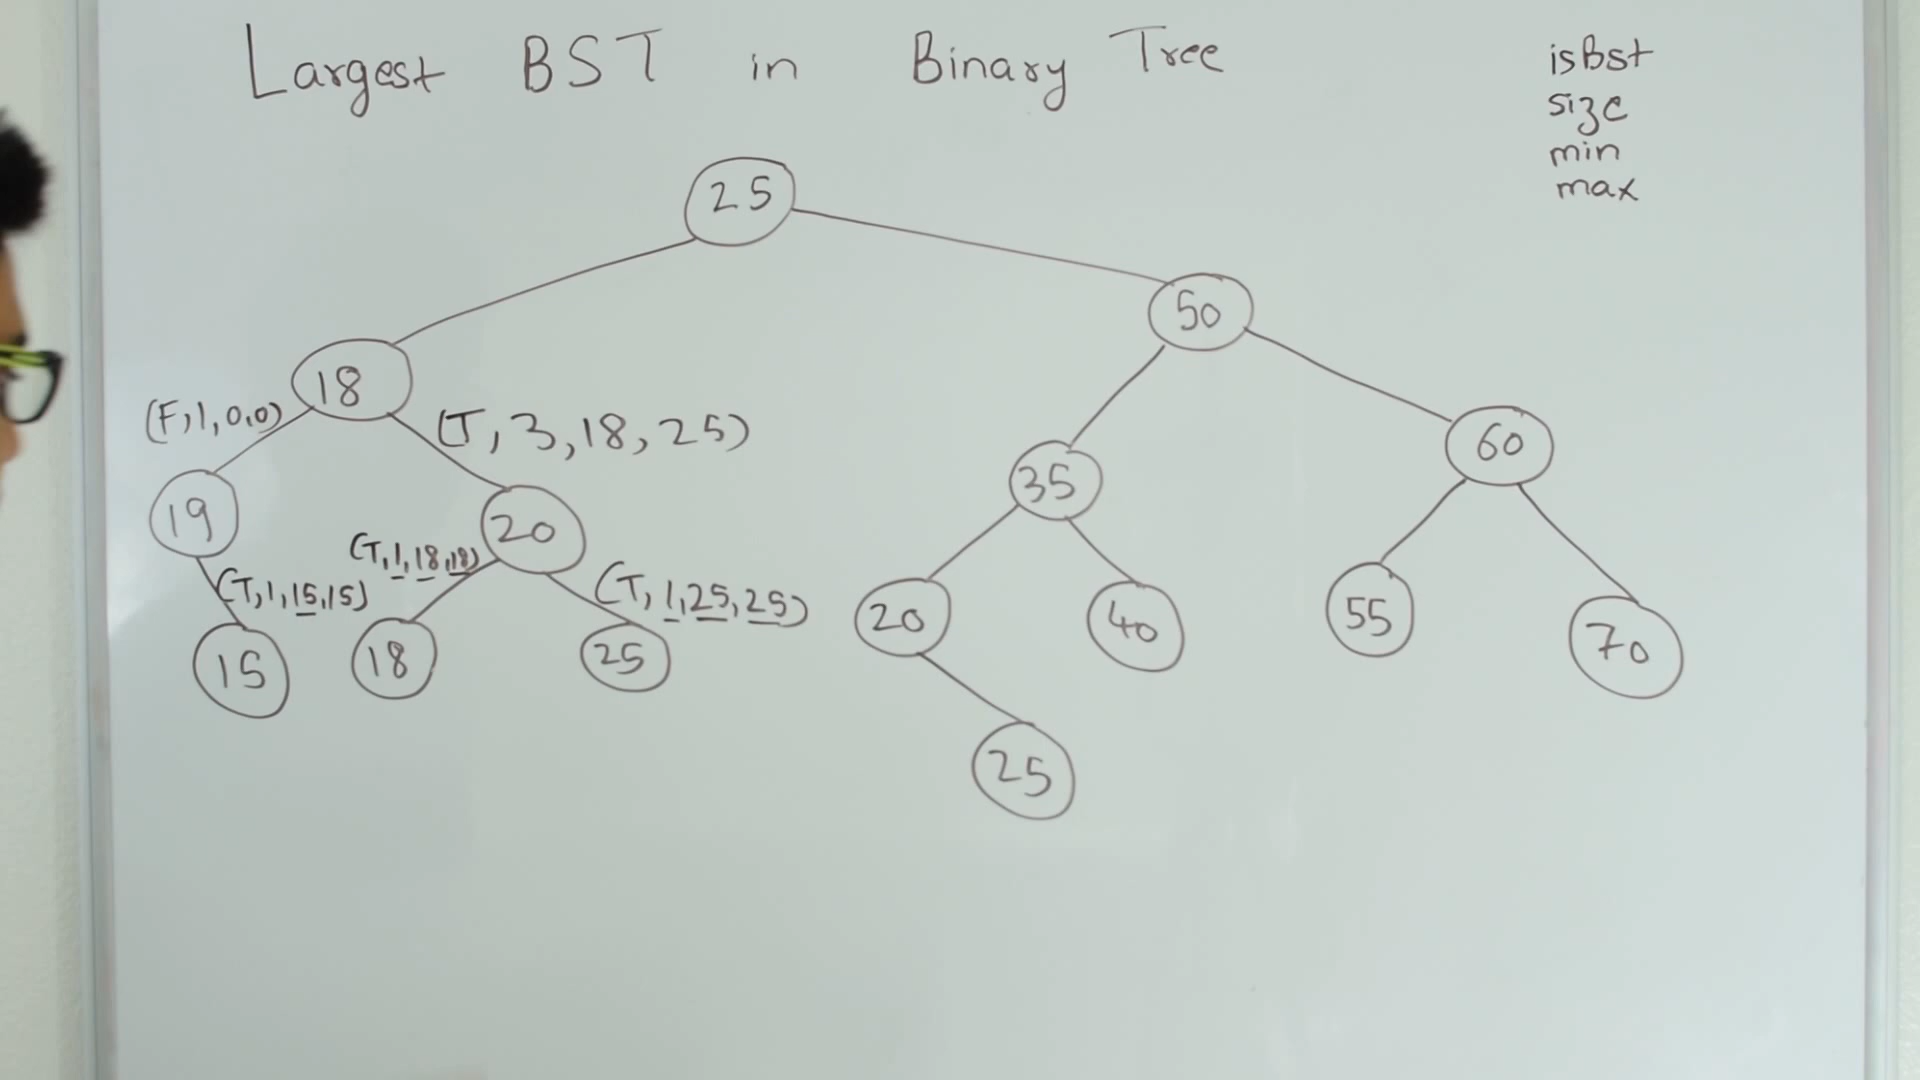 Largest BST in Binary Tree
isBst
size
min
max
25
50
18
(F,1,0,0)
(T,3,18,25)
60
35
19
20
(T,1,18,18)
(T,1,15,15)
(T,1,25,25)
20
40
55
70
15
18
25
25